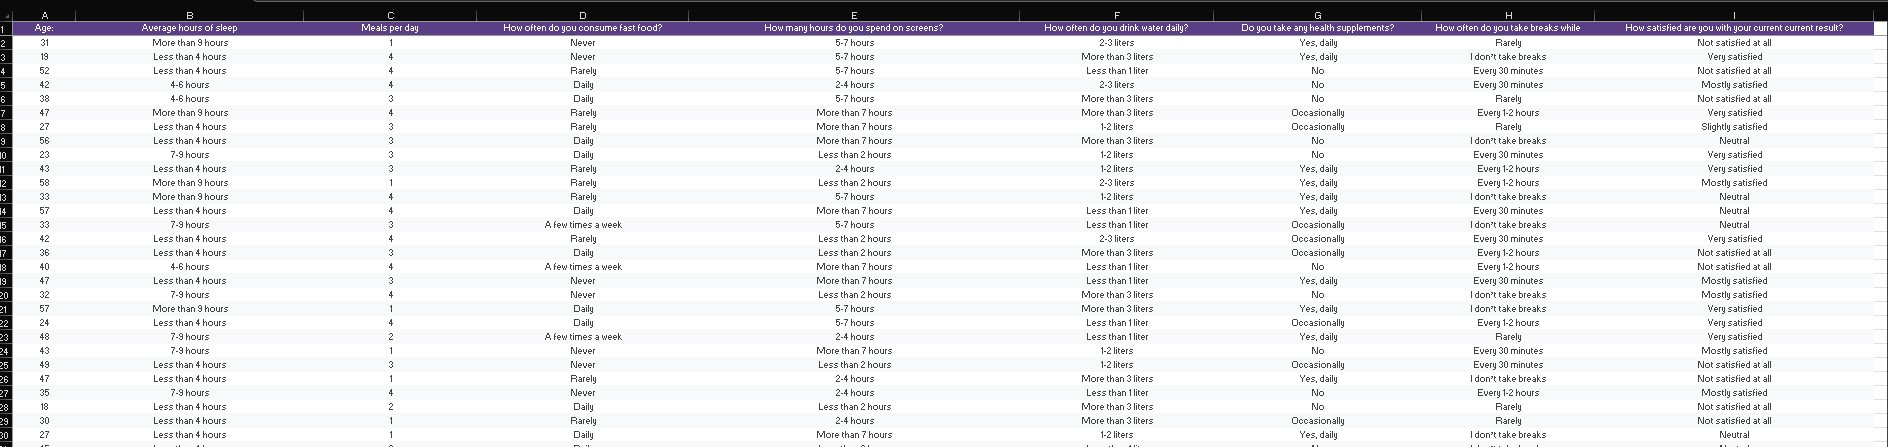 A B C D E F G H I
1 Age: Average hours of sleep Meals per day How often do you consume fast food? How many hours do you spend on screens? How often do you drink water daily? Do you take any health supplements? How often do you take breaks while How satisfied are you with your current current result?
2 31 More than 9 hours 1 Never 5-7 hours 2-3 liters Yes, daily Rarely Not satisfied at all
3 19 Less than 4 hours 4 Never 5-7 hours More than 3 liters Yes, daily I don't take breaks Very satisfied
4 52 Less than 4 hours 4 Rarely 5-7 hours Less than 1 liter No Every 30 minutes Not satisfied at all
5 42 4-6 hours 4 Daily 2-4 hours 2-3 liters No Every 30 minutes Mostly satisfied
6 38 4-6 hours 3 Daily 5-7 hours More than 3 liters No Rarely Not satisfied at all
7 47 More than 9 hours 4 Rarely More than 7 hours More than 3 liters Occasionally Every 1-2 hours Very satisfied
8 27 Less than 4 hours 3 Rarely More than 7 hours 1-2 liters Occasionally Rarely Slightly satisfied
9 56 Less than 4 hours 3 Daily More than 7 hours More than 3 liters No I don't take breaks Neutral
10 23 7-9 hours 3 Daily Less than 2 hours 1-2 liters No Every 30 minutes Very satisfied
11 43 Less than 4 hours 3 Rarely 2-4 hours 1-2 liters Yes, daily Every 1-2 hours Very satisfied
12 58 More than 9 hours 1 Rarely Less than 2 hours 2-3 liters Yes, daily Every 1-2 hours Mostly satisfied
13 33 More than 9 hours 4 Rarely 5-7 hours 1-2 liters Yes, daily I don't take breaks Neutral
14 57 Less than 4 hours 4 Daily More than 7 hours Less than 1 liter Yes, daily Every 30 minutes Neutral
15 33 7-9 hours 3 A few times a week 5-7 hours Less than 1 liter Occasionally I don't take breaks Neutral
16 42 Less than 4 hours 4 Rarely Less than 2 hours 2-3 liters Occasionally Every 30 minutes Very satisfied
17 36 Less than 4 hours 3 Daily Less than 2 hours More than 3 liters Occasionally Every 1-2 hours Not satisfied at all
18 40 4-6 hours 4 A few times a week More than 7 hours Less than 1 liter No Every 1-2 hours Not satisfied at all
19 47 Less than 4 hours 3 Never More than 7 hours Less than 1 liter Yes, daily Every 30 minutes Mostly satisfied
20 32 7-9 hours 4 Never Less than 2 hours More than 3 liters No I don't take breaks Mostly satisfied
21 57 More than 9 hours 1 Daily 5-7 hours More than 3 liters Yes, daily I don't take breaks Very satisfied
22 24 Less than 4 hours 4 Daily 5-7 hours Less than 1 liter Occasionally Every 1-2 hours Very satisfied
23 48 7-9 hours 2 A few times a week 2-4 hours Less than 1 liter Yes, daily Rarely Very satisfied
24 43 7-9 hours 1 Never More than 7 hours 1-2 liters No Every 30 minutes Mostly satisfied
25 49 Less than 4 hours 3 Never Less than 2 hours 1-2 liters Occasionally Every 30 minutes Not satisfied at all
26 47 Less than 4 hours 1 Rarely 2-4 hours More than 3 liters Yes, daily I don't take breaks Not satisfied at all
27 35 7-9 hours 4 Never 2-4 hours Less than 1 liter No Every 1-2 hours Mostly satisfied
28 18 Less than 4 hours 2 Daily Less than 2 hours More than 3 liters No Rarely Not satisfied at all
29 30 Less than 4 hours 1 Rarely 2-4 hours More than 3 liters Occasionally Rarely Not satisfied at all
30 27 Less than 4 hours 1 Daily More than 7 hours 1-2 liters Yes, daily I don't take breaks Neutral